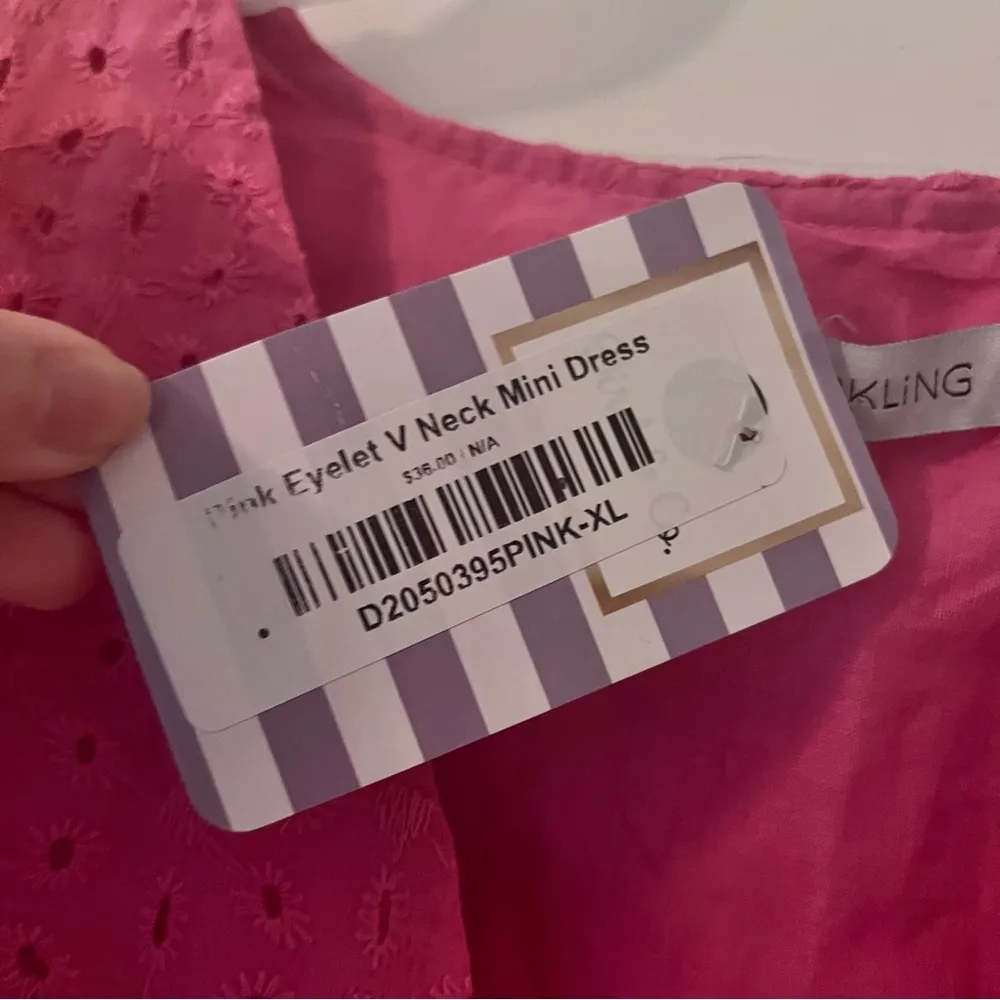 Pink Eyelet V Neck Mini Dress
$36.00 / N/A
D2050395PINK-XL
KLiNG